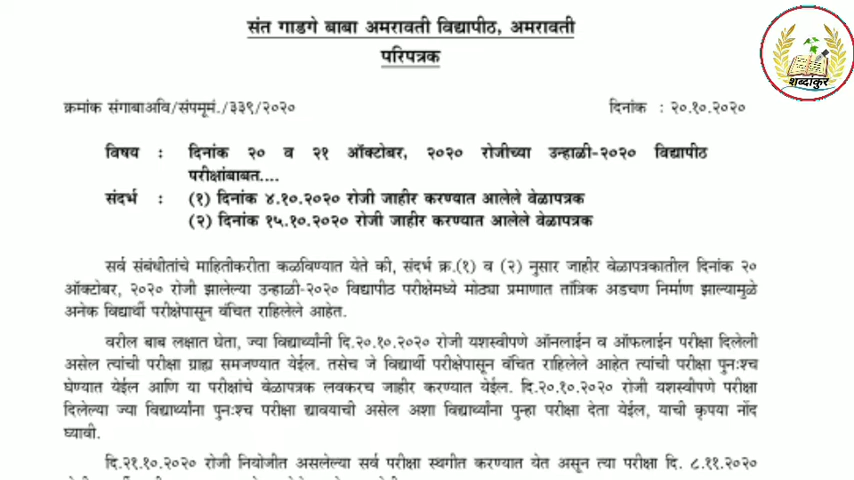 संत गाडगे बाबा अमरावती विद्यापीठ, अमरावती
परिपत्रक
शब्दांकुर
क्रमांक संगाबाअवि/संपमूमं./३३९/२०२० दिनांक : २०.१०.२०२०
विषय : दिनांक २० व २१ ऑक्टोबर, २०२० रोजीच्या उन्हाळी-२०२० विद्यापीठ
परीक्षांबाबत....
संदर्भ : (१) दिनांक ४.१०.२०२० रोजी जाहीर करण्यात आलेले वेळापत्रक
(२) दिनांक १५.१०.२०२० रोजी जाहीर करण्यात आलेले वेळापत्रक
सर्व संबंधीतांचे माहितीकरीता कळविण्यात येते की, संदर्भ क्र.(१) व (२) नुसार जाहीर वेळापत्रकातील दिनांक २०
ऑक्टोबर, २०२० रोजी झालेल्या उन्हाळी-२०२० विद्यापीठ परीक्षेमध्ये मोठ्या प्रमाणात तांत्रिक अडचण निर्माण झाल्यामुळे
अनेक विद्यार्थी परीक्षेपासून वंचित राहिलेले आहेत.
वरील बाब लक्षात घेता, ज्या विद्यार्थ्यांनी दि.२०.१०.२०२० रोजी यशस्वीपणे ऑनलाईन व ऑफलाईन परीक्षा दिलेली
असेल त्यांची परीक्षा ग्राह्य समजण्यात येईल. तसेच जे विद्यार्थी परीक्षेपासून वंचित राहिलेले आहेत त्यांची परीक्षा पुनःश्च
घेण्यात येईल आणि या परीक्षांचे वेळापत्रक लवकरच जाहीर करण्यात येईल. दि.२०.१०.२०२० रोजी यशस्वीपणे परीक्षा
दिलेल्या ज्या विद्यार्थ्यांना पुनःश्च परीक्षा द्यावयाची असेल अशा विद्यार्थ्यांना पुन्हा परीक्षा देता येईल, याची कृपया नोंद
घ्यावी.
दि.२१.१०.२०२० रोजी नियोजीत असलेल्या सर्व परीक्षा स्थगीत करण्यात येत असून त्या परीक्षा दि. ८.११.२०२०